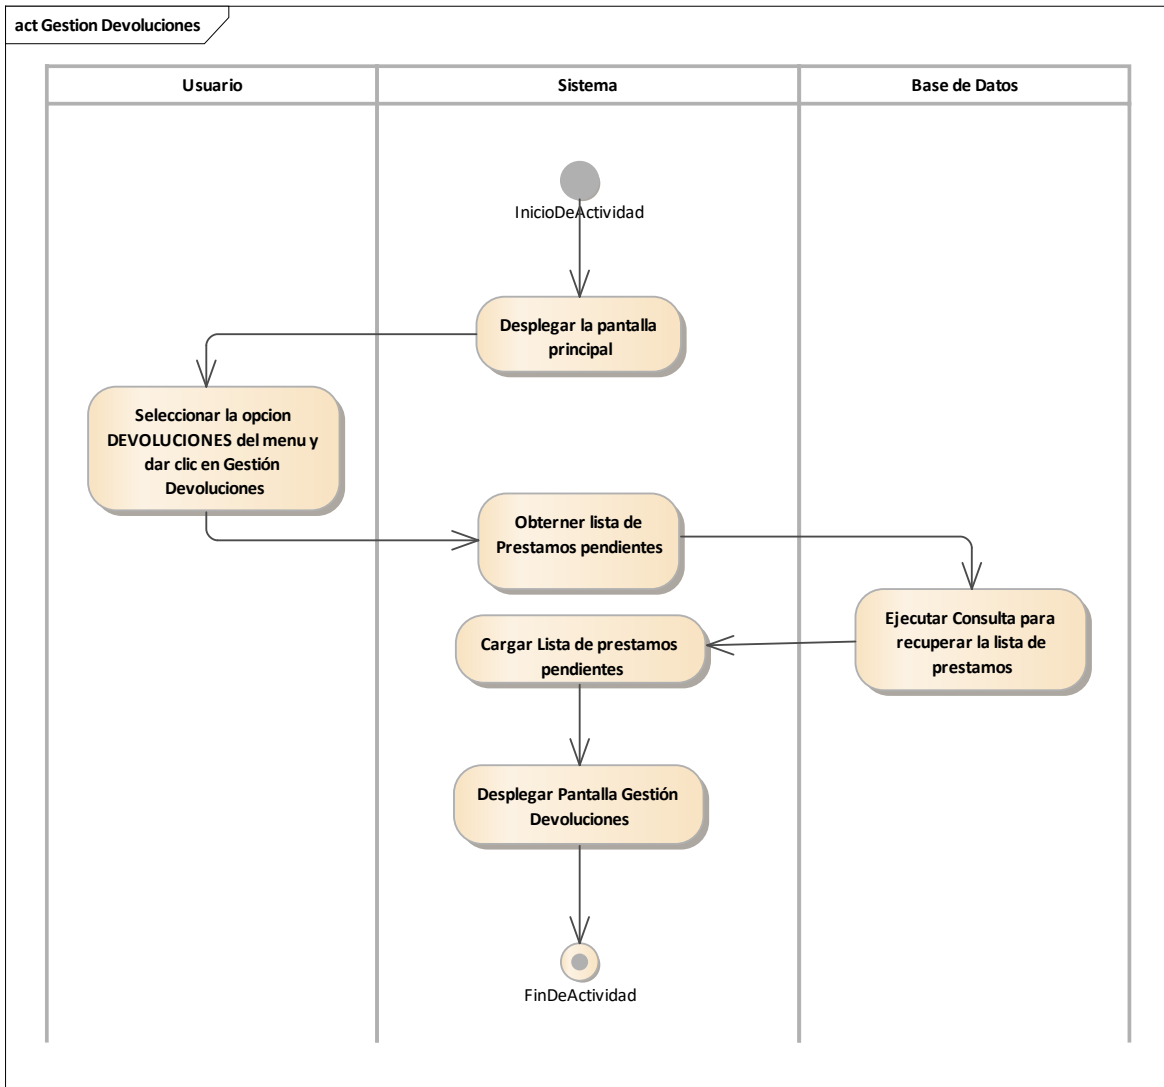 act Gestion Devoluciones
Usuario
Sistema
Base de Datos
InicioDeActividad
Desplegar la pantalla
principal
Seleccionar la opcion
DEVOLUCIONES del menu y
dar clic en Gestión
Devoluciones
Obterner lista de
Prestamos pendientes
Ejecutar Consulta para
recuperar la lista de
prestamos
Cargar Lista de prestamos
pendientes
Desplegar Pantalla Gestión
Devoluciones
FinDeActividad